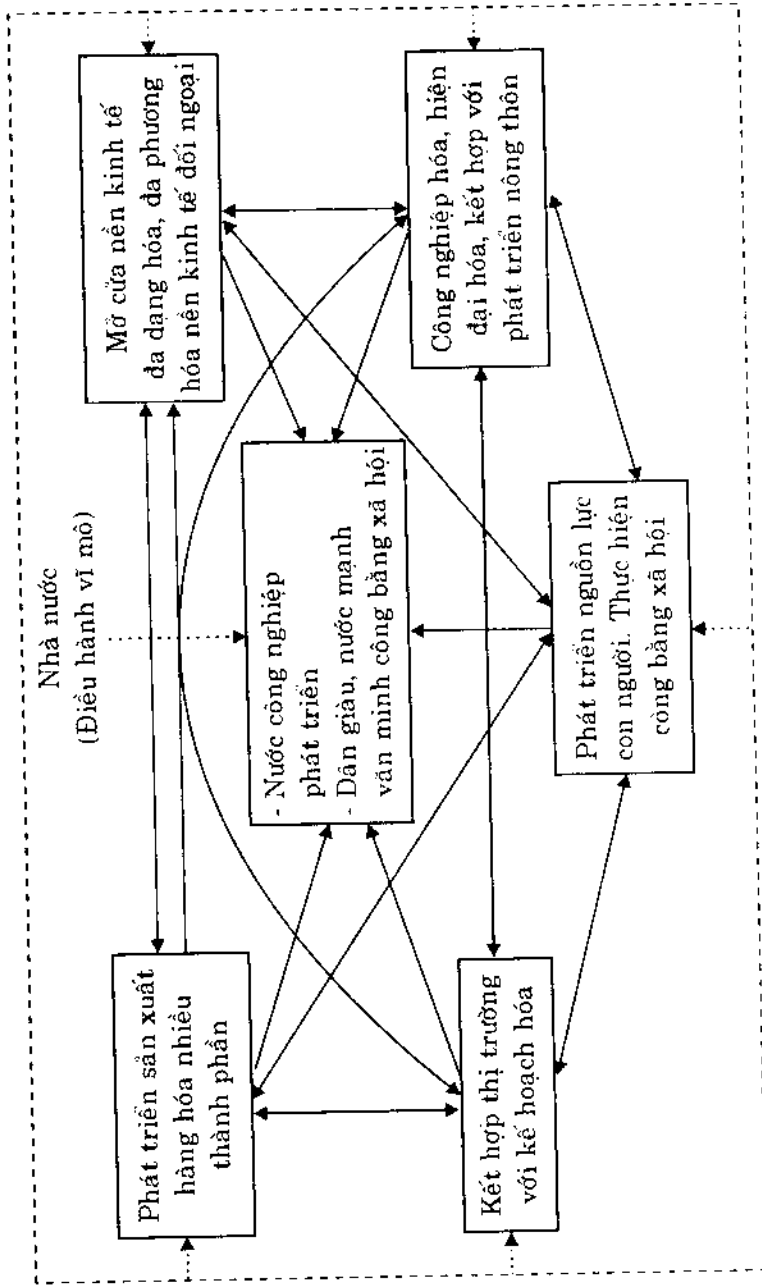 Nhà nước
(Điều hành vĩ mô)
Phát triển sản xuất
hàng hóa nhiều
thành phần
Mở cửa nền kinh tế
đa dạng hóa, đa phương
hóa nền kinh tế đối ngoại
- Nước công nghiệp
phát triển
- Dân giàu, nước mạnh
văn minh công bằng xã hội
Kết hợp thị trường
với kế hoạch hóa
Công nghiệp hóa, hiện
đại hóa, kết hợp với
phát triển nông thôn
Phát triển nguồn lực
con người. Thực hiện
công bằng xã hội